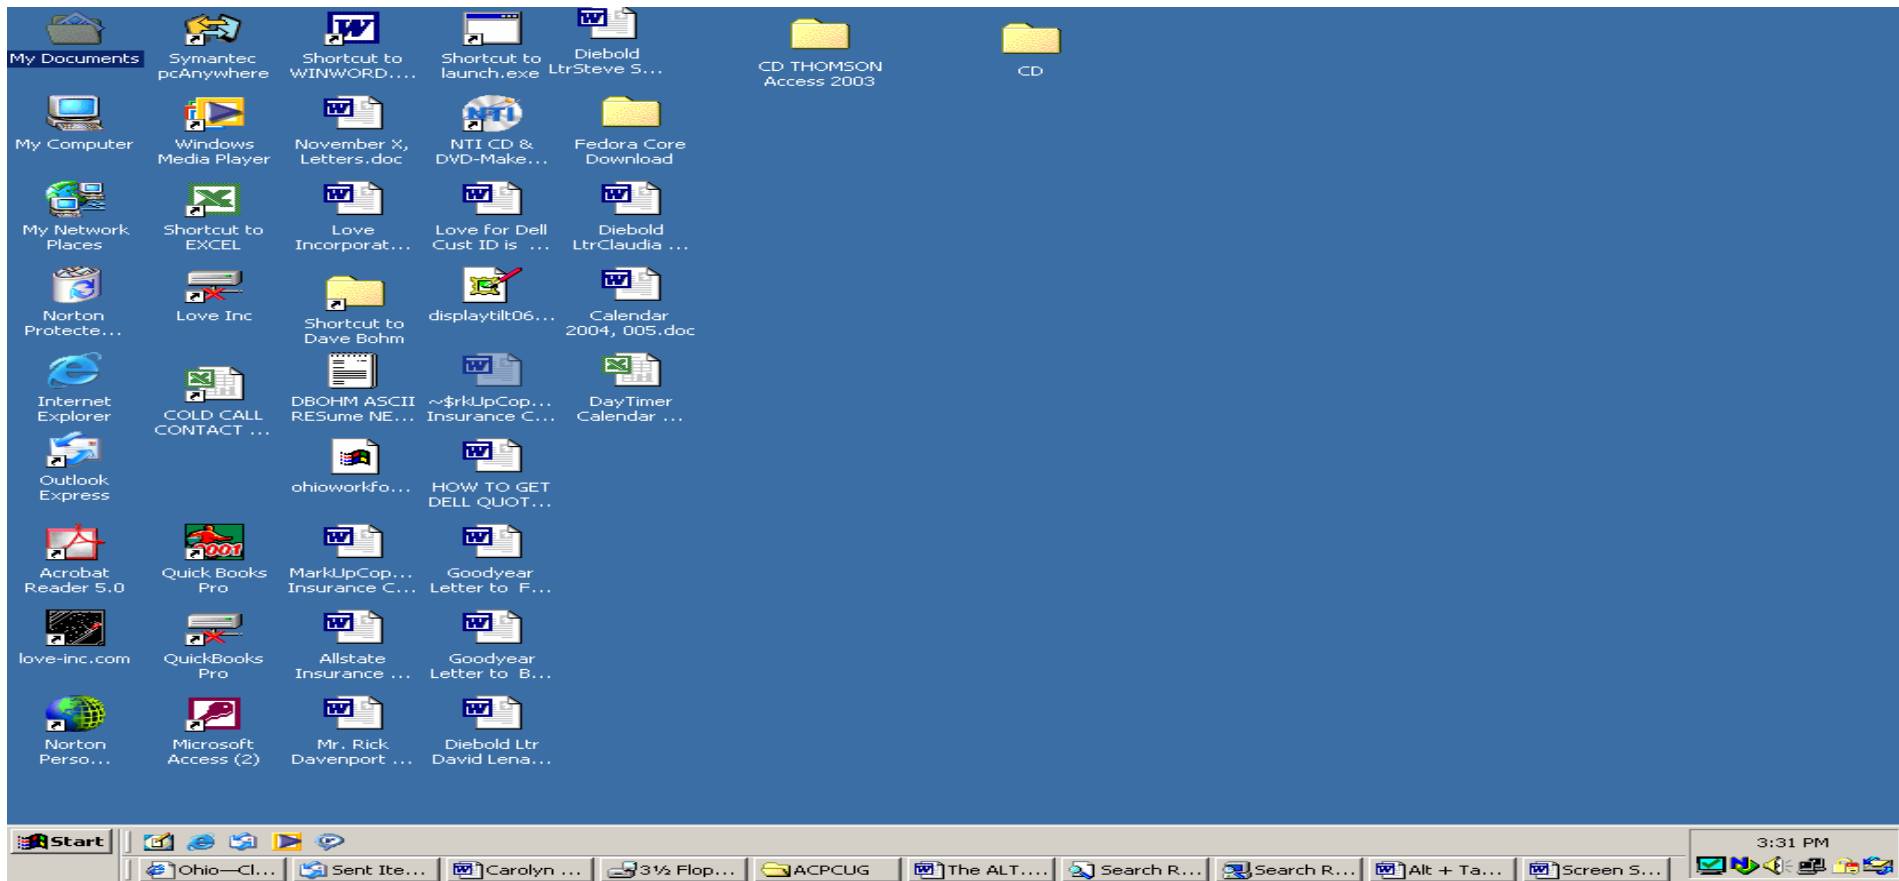 My Documents
Symantec
pcAnywhere
Shortcut to
WINWORD....
Shortcut to
launch.exe
Diebold
LtrSteve S...
CD THOMSON
Access 2003
CD
My Computer
Windows
Media Player
November X,
Letters.doc
NTI
NTI CD &
DVD-Make...
Fedora Core
Download
My Network
Places
Shortcut to
EXCEL
Love
Incorporat...
Love for Dell
Cust ID is ...
Diebold
LtrClaudia ...
Norton
Protecte...
Love Inc
Shortcut to
Dave Bohm
displaytilt06...
Calendar
2004, 005.doc
Internet
Explorer
COLD CALL
CONTACT ...
DBOHM ASCII
RESume NE...
~$rkUpCop...
Insurance C...
DayTimer
Calendar ...
Outlook
Express
ohioworkfo...
HOW TO GET
DELL QUOT...
Acrobat
Reader 5.0
2001
Quick Books
Pro
MarkUpCop...
Insurance C...
Goodyear
Letter to F...
love-inc.com
QuickBooks
Pro
Allstate
Insurance ...
Goodyear
Letter to B...
Norton
Perso...
Microsoft
Access (2)
Mr. Rick
Davenport ...
Diebold Ltr
David Lena...
Start
3:31 PM
Ohio—Cl...
Sent Ite...
Carolyn ...
3½ Flop...
ACPCUG
The ALT....
Search R...
Search R...
Alt + Ta...
Screen S...